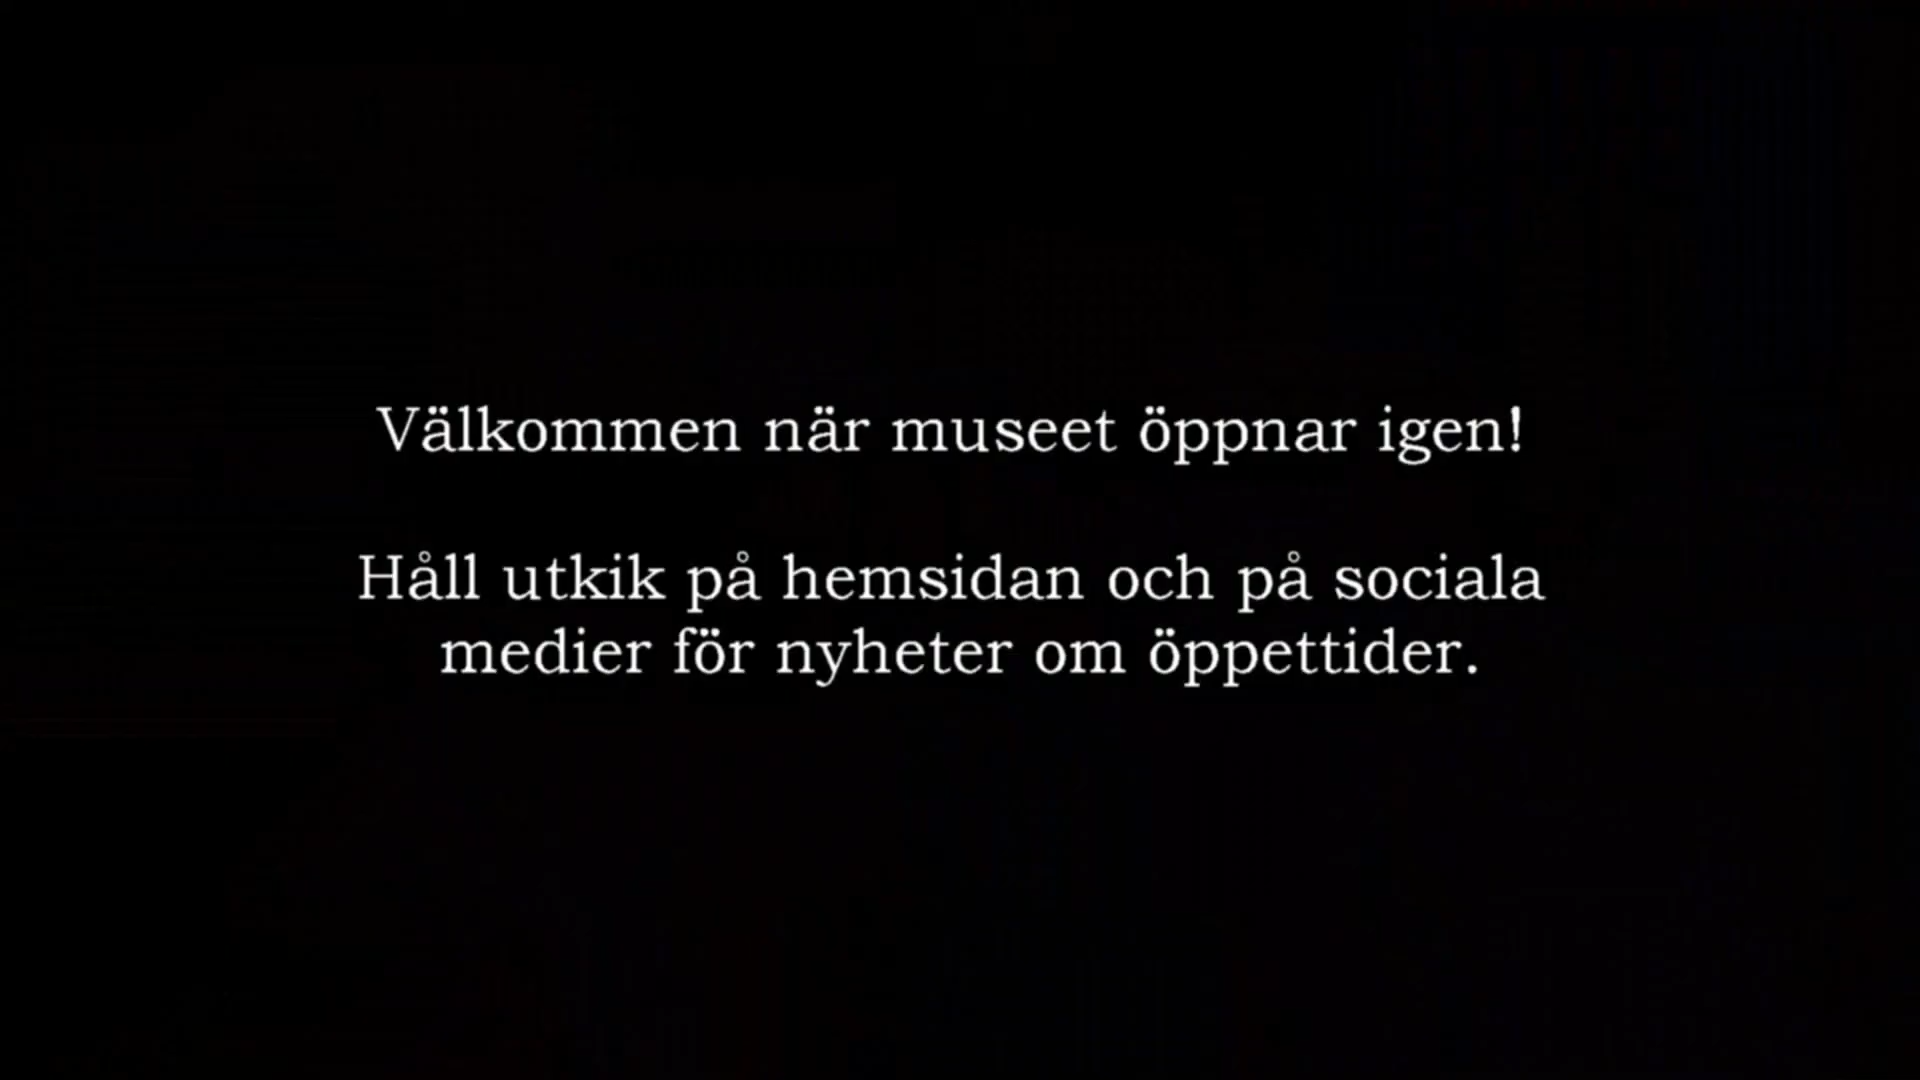 Välkommen när museet öppnar igen!
Håll utkik på hemsidan och på sociala
medier för nyheter om öppettider.